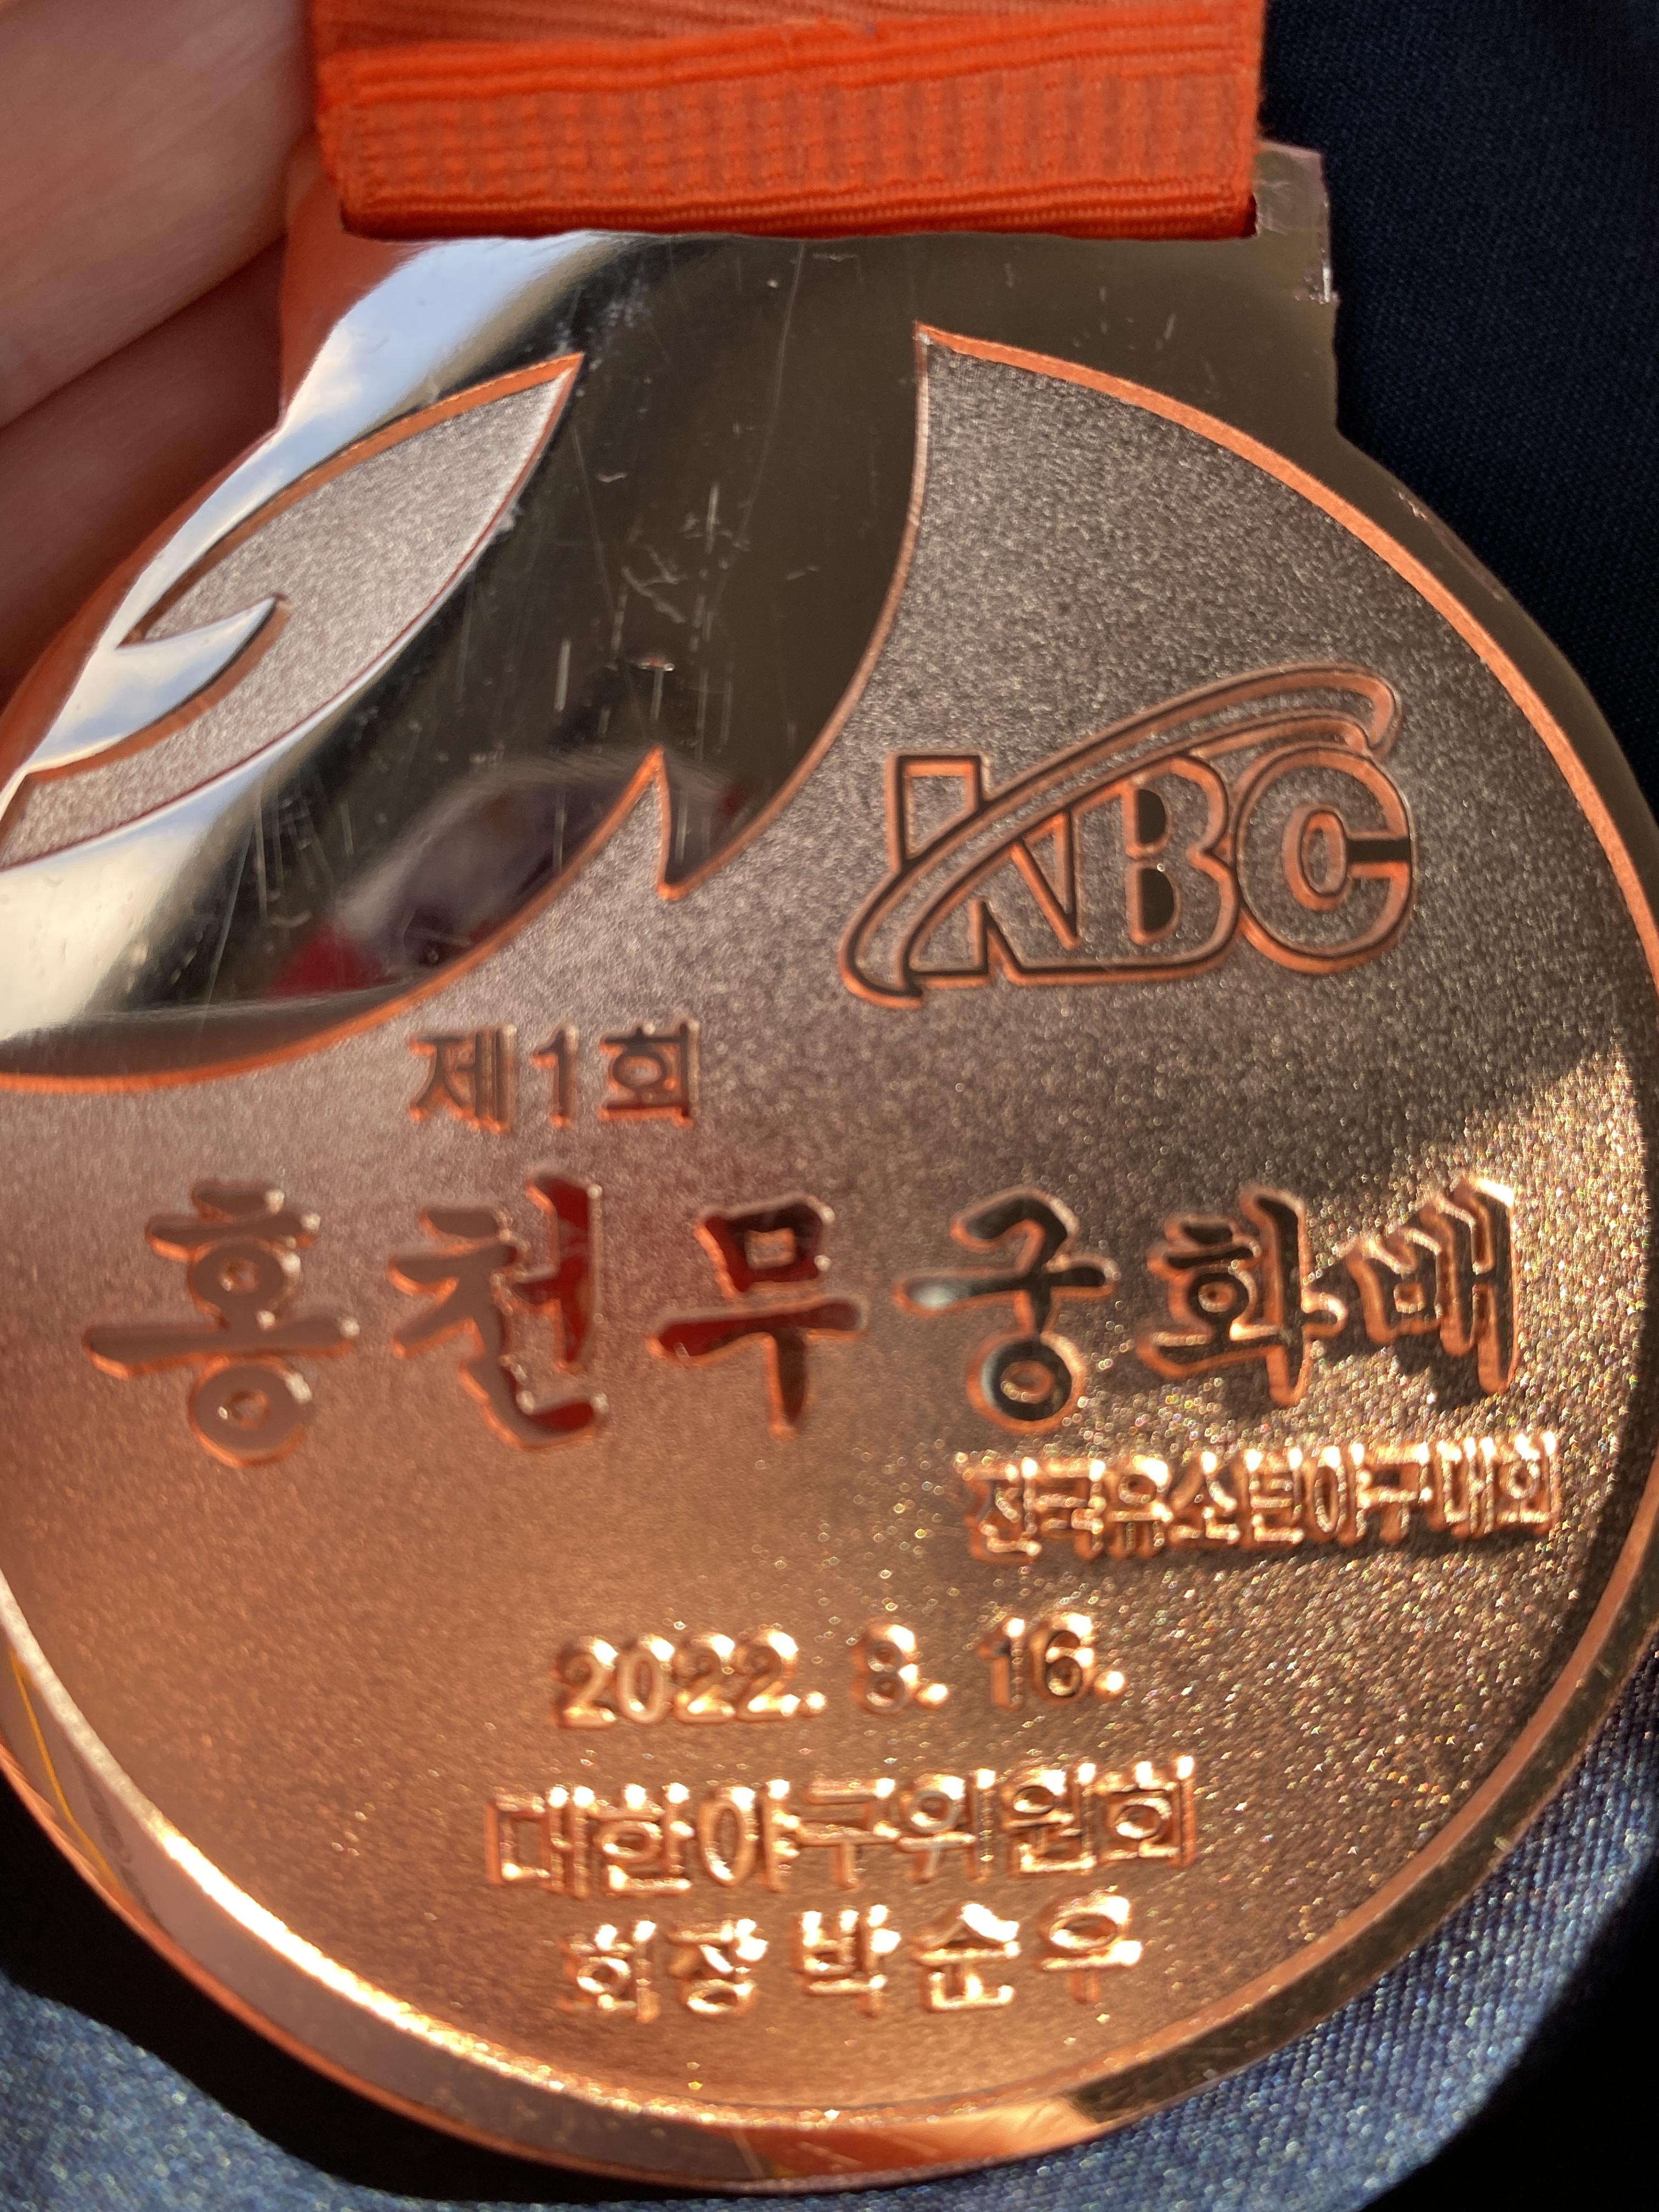 KBC
제1회
홍천무궁화배
전국유소년야구대회
2022. 8. 16.
대한야구위원회
회장 박순우